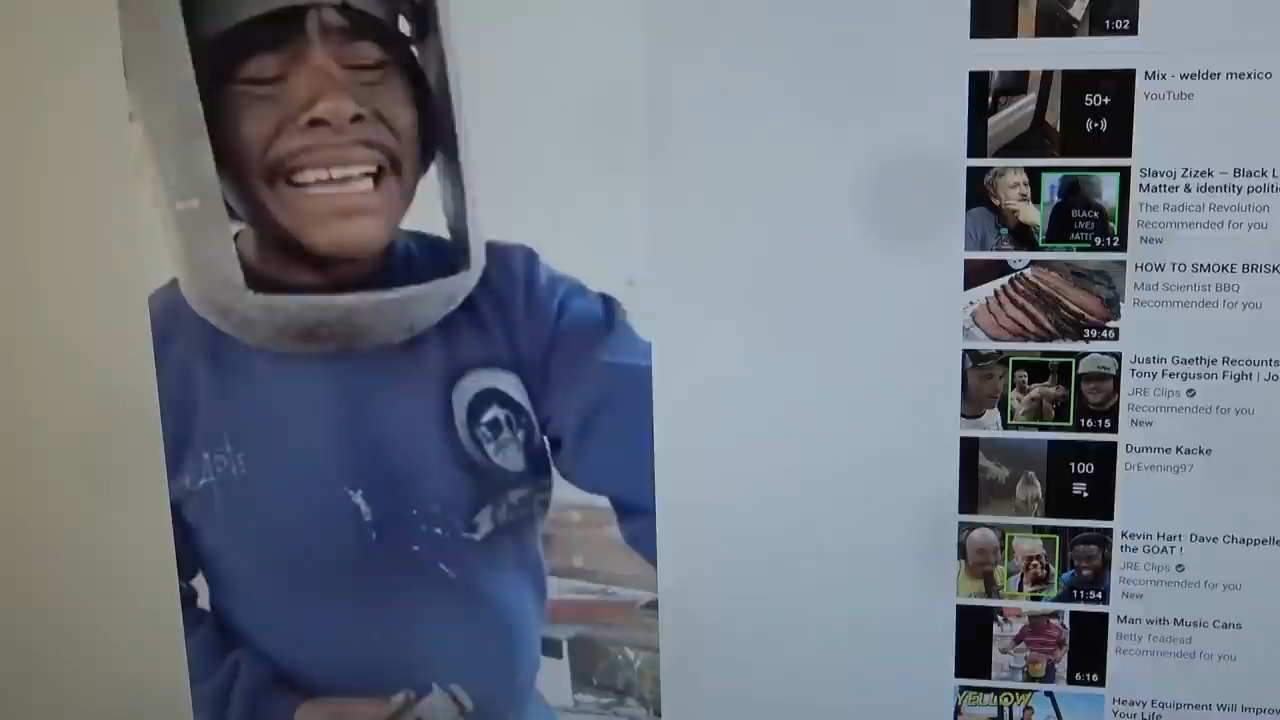 1:02
Mix - welder mexico
YouTube
50+
Slavoj Zizek — Black L
Matter & identity politi
The Radical Revolution
Recommended for you
New
BLACK
LIVES
MATTE
9:12
HOW TO SMOKE BRISK
Mad Scientist BBQ
Recommended for you
39:46
Justin Gaethje Recounts
Tony Ferguson Fight | Jo
JRE Clips
Recommended for you
New
16:15
Dumme Kacke
DrEvening97
100
Kevin Hart: Dave Chappelle
the GOAT !
JRE Clips
Recommended for you
New
11:54
Man with Music Cans
Betty Teadead
Recommended for you
6:16
YELLOW
Heavy Equipment Will Improv
Your Life